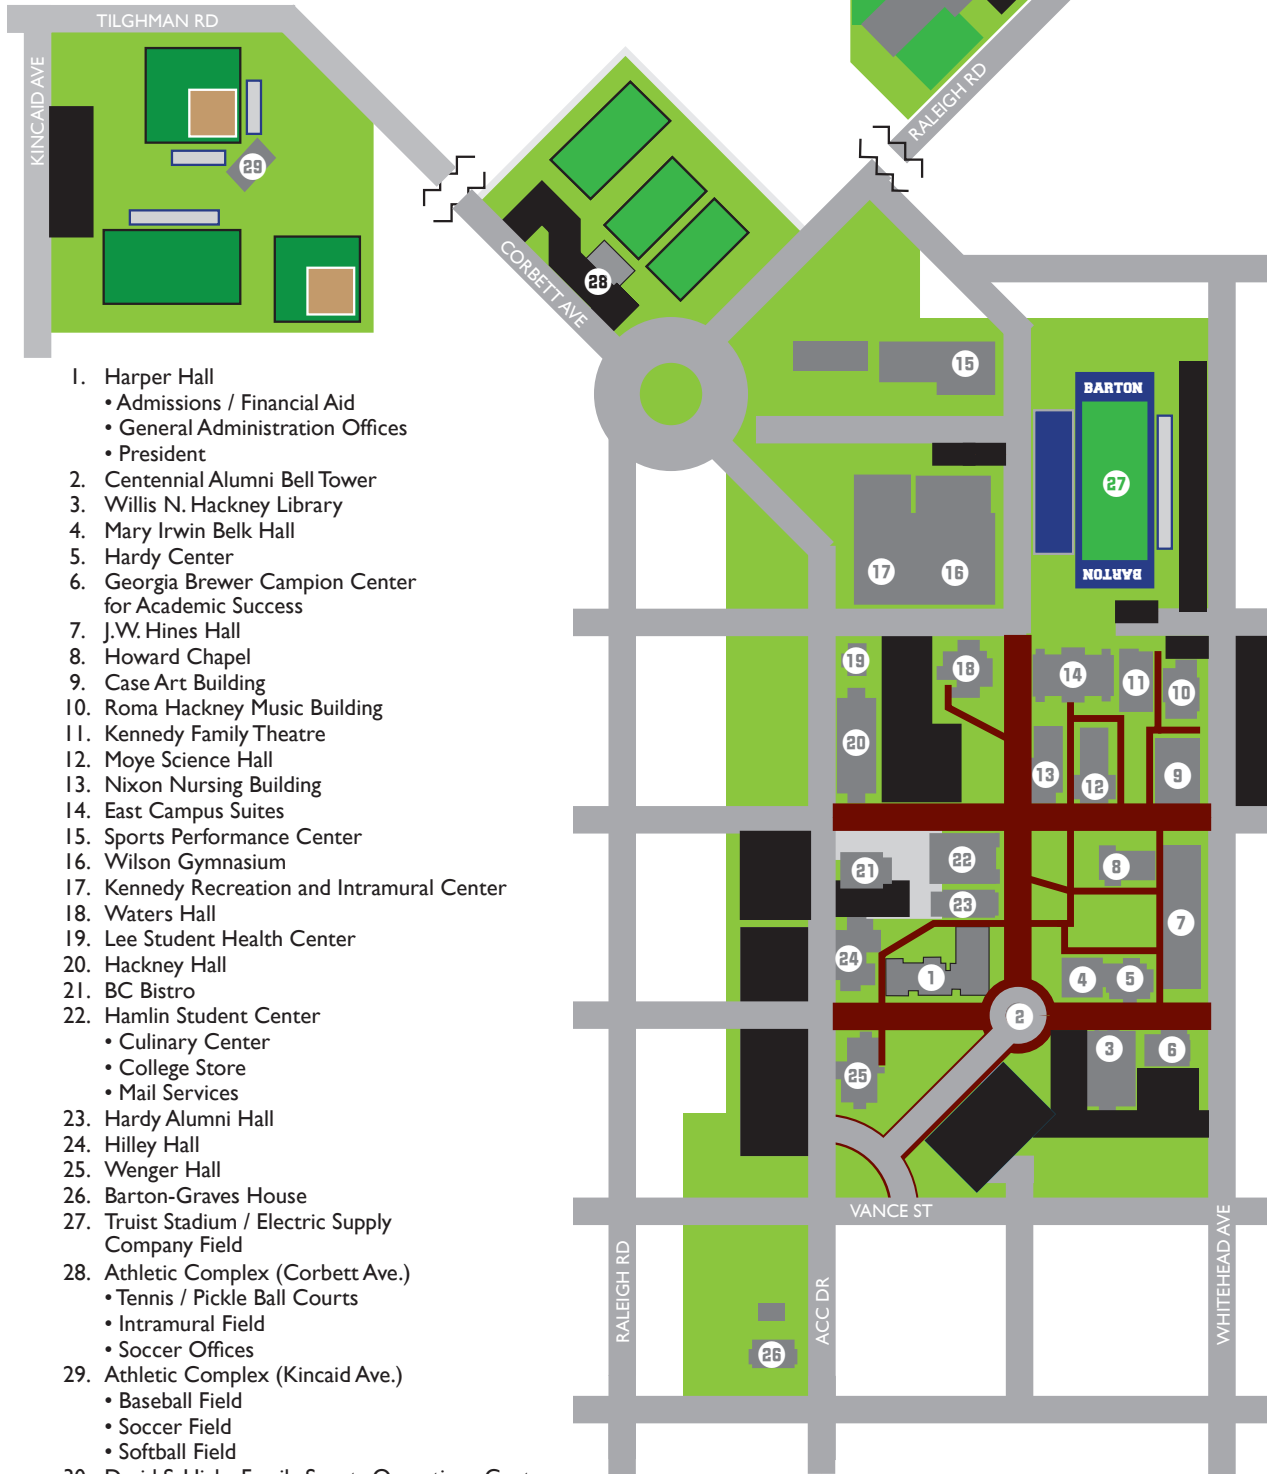 TILGHMAN RD
KINCAID AVE
RALEIGH RD
29
28
CORBETT AVE
15
BARTON
27
BARTON
17
16
19
18
14
11
10
20
13
12
9
21
22
8
23
7
24
1
4
5
2
3
6
25
VANCE ST
RALEIGH RD
ACC DR
WHITEHEAD AVE
26
1. Harper Hall
• Admissions / Financial Aid
• General Administration Offices
• President
2. Centennial Alumni Bell Tower
3. Willis N. Hackney Library
4. Mary Irwin Belk Hall
5. Hardy Center
6. Georgia Brewer Campion Center
for Academic Success
7. J.W. Hines Hall
8. Howard Chapel
9. Case Art Building
10. Roma Hackney Music Building
11. Kennedy Family Theatre
12. Moye Science Hall
13. Nixon Nursing Building
14. East Campus Suites
15. Sports Performance Center
16. Wilson Gymnasium
17. Kennedy Recreation and Intramural Center
18. Waters Hall
19. Lee Student Health Center
20. Hackney Hall
21. BC Bistro
22. Hamlin Student Center
• Culinary Center
• College Store
• Mail Services
23. Hardy Alumni Hall
24. Hilley Hall
25. Wenger Hall
26. Barton-Graves House
27. Truist Stadium / Electric Supply
Company Field
28. Athletic Complex (Corbett Ave.)
• Tennis / Pickle Ball Courts
• Intramural Field
• Soccer Offices
29. Athletic Complex (Kincaid Ave.)
• Baseball Field
• Soccer Field
• Softball Field